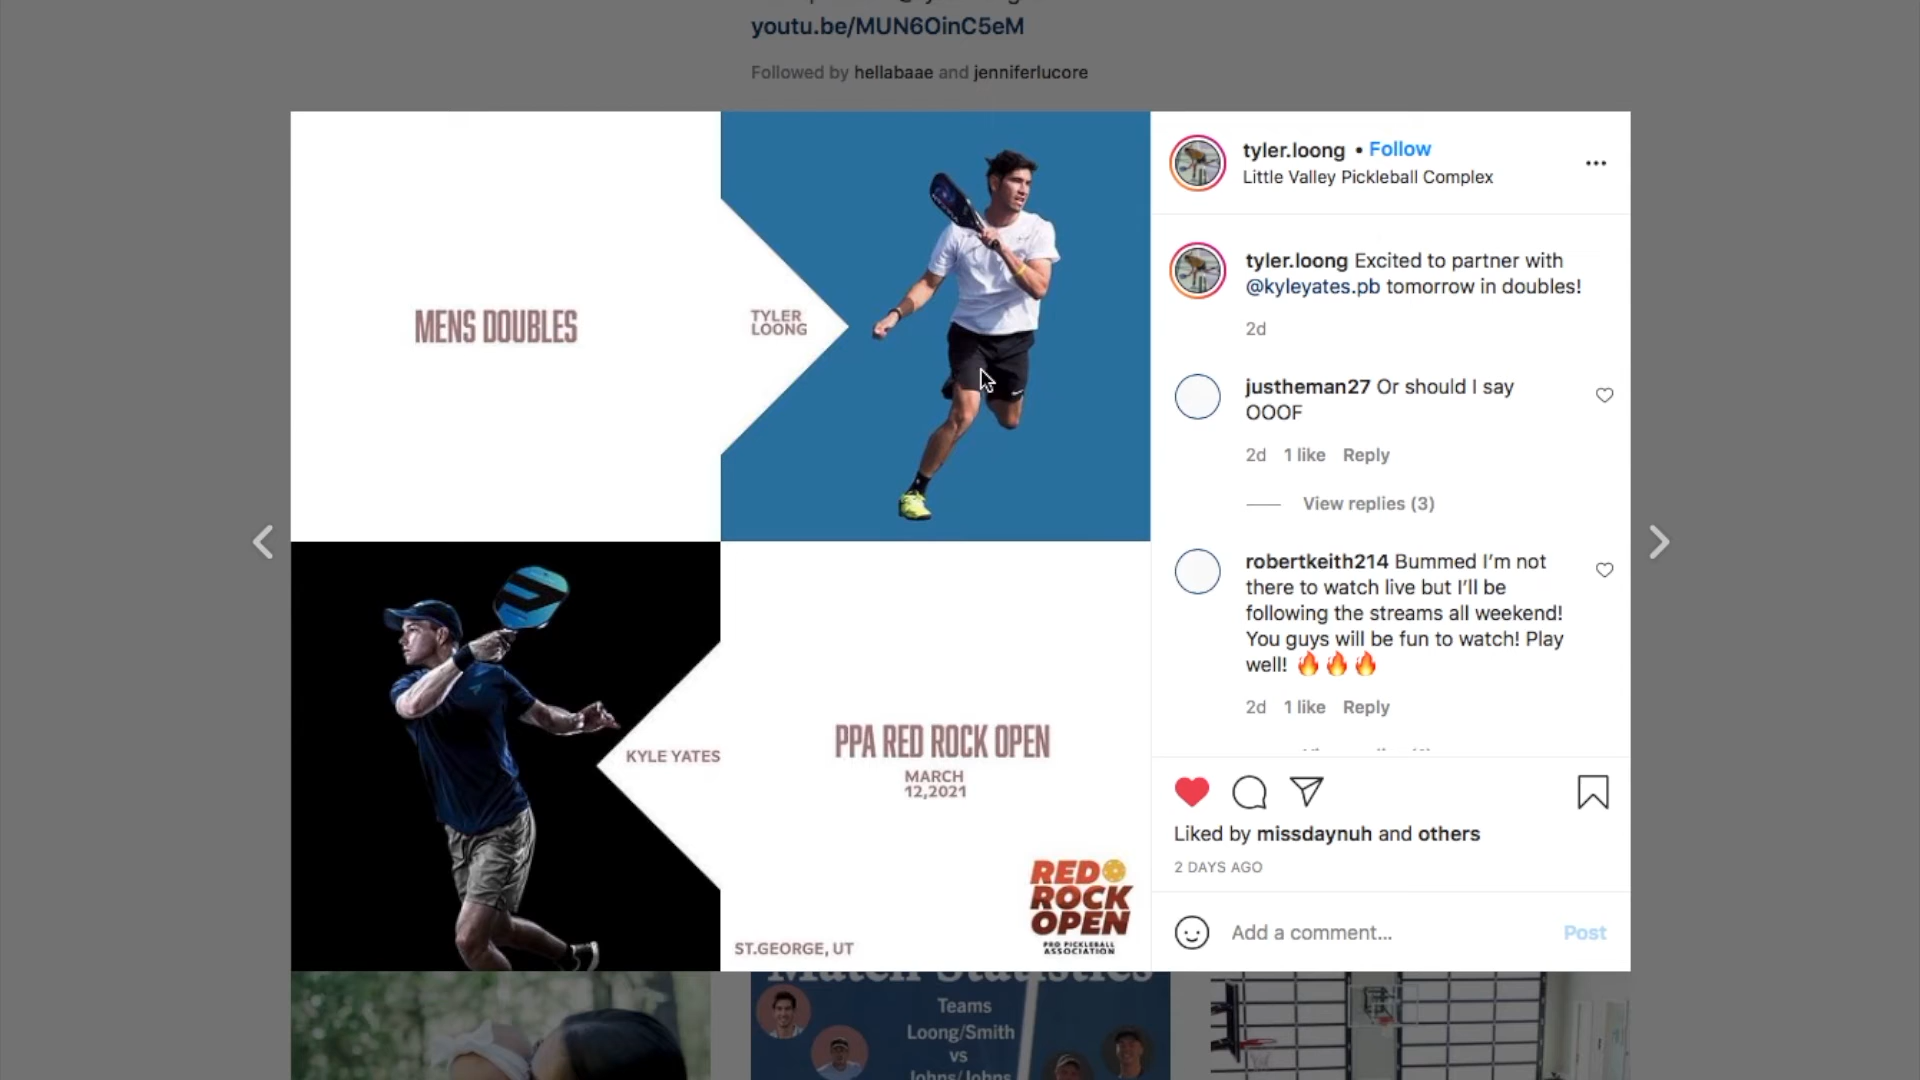 youtu.be/MUN6OinC5eM
Followed by hellabaae and jenniferlucore
MENS DOUBLES
TYLER
LOONG
KYLE YATES
PPA RED ROCK OPEN
MARCH
12,2021
ST.GEORGE, UT
RED
ROCK
OPEN
PRO PICKLEBALL
ASSOCIATION
tyler.loong • Follow
Little Valley Pickleball Complex
tyler.loong Excited to partner with
@kyleyates.pb tomorrow in doubles!
2d
justheman27 Or should I say
OOOF
2d 1 like Reply
View replies (3)
robertkeith214 Bummed I’m not
there to watch live but I’ll be
following the streams all weekend!
You guys will be fun to watch! Play
well! 🔥🔥🔥
2d 1 like Reply
Liked by missdaynuh and others
2 DAYS AGO
Add a comment... Post
Match Statistics
Teams
Loong/Smith
vs
Johns/Johns